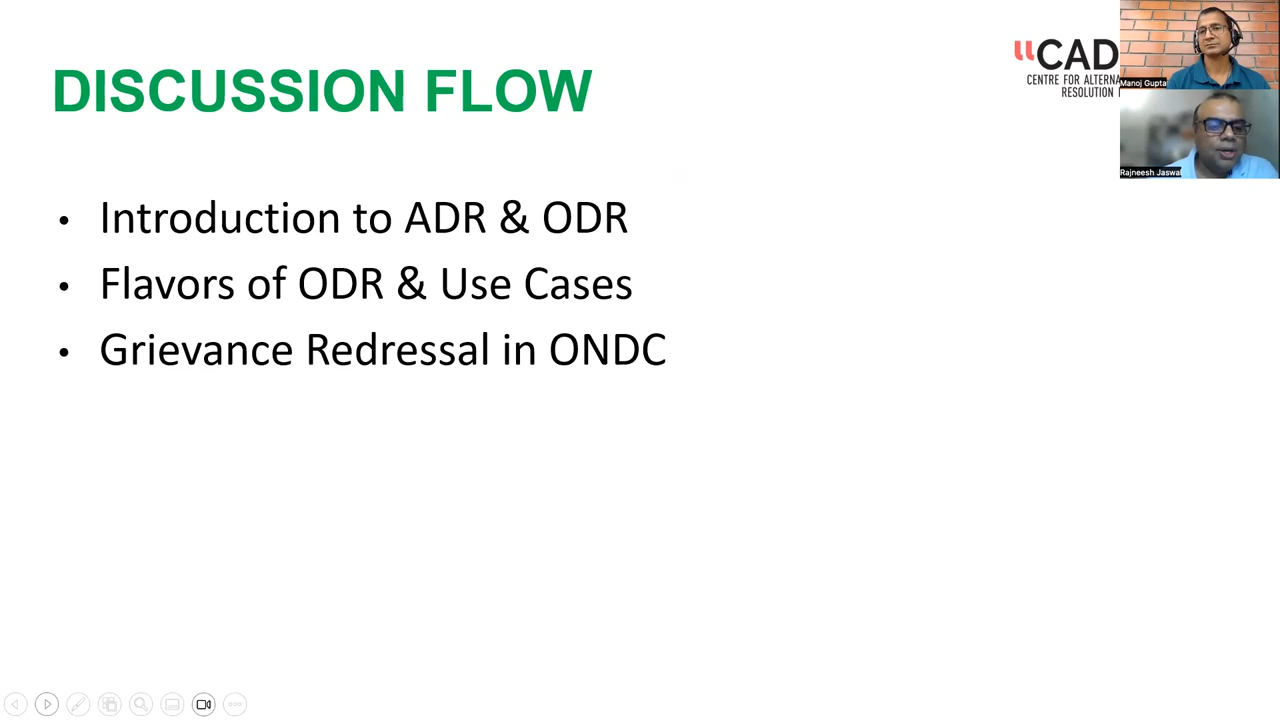 DISCUSSION FLOW
CAD
CENTRE FOR ALTERNA
RESOLUTION
Manoj Gupta
Rajneesh Jaswal
• Introduction to ADR & ODR
• Flavors of ODR & Use Cases
• Grievance Redressal in ONDC